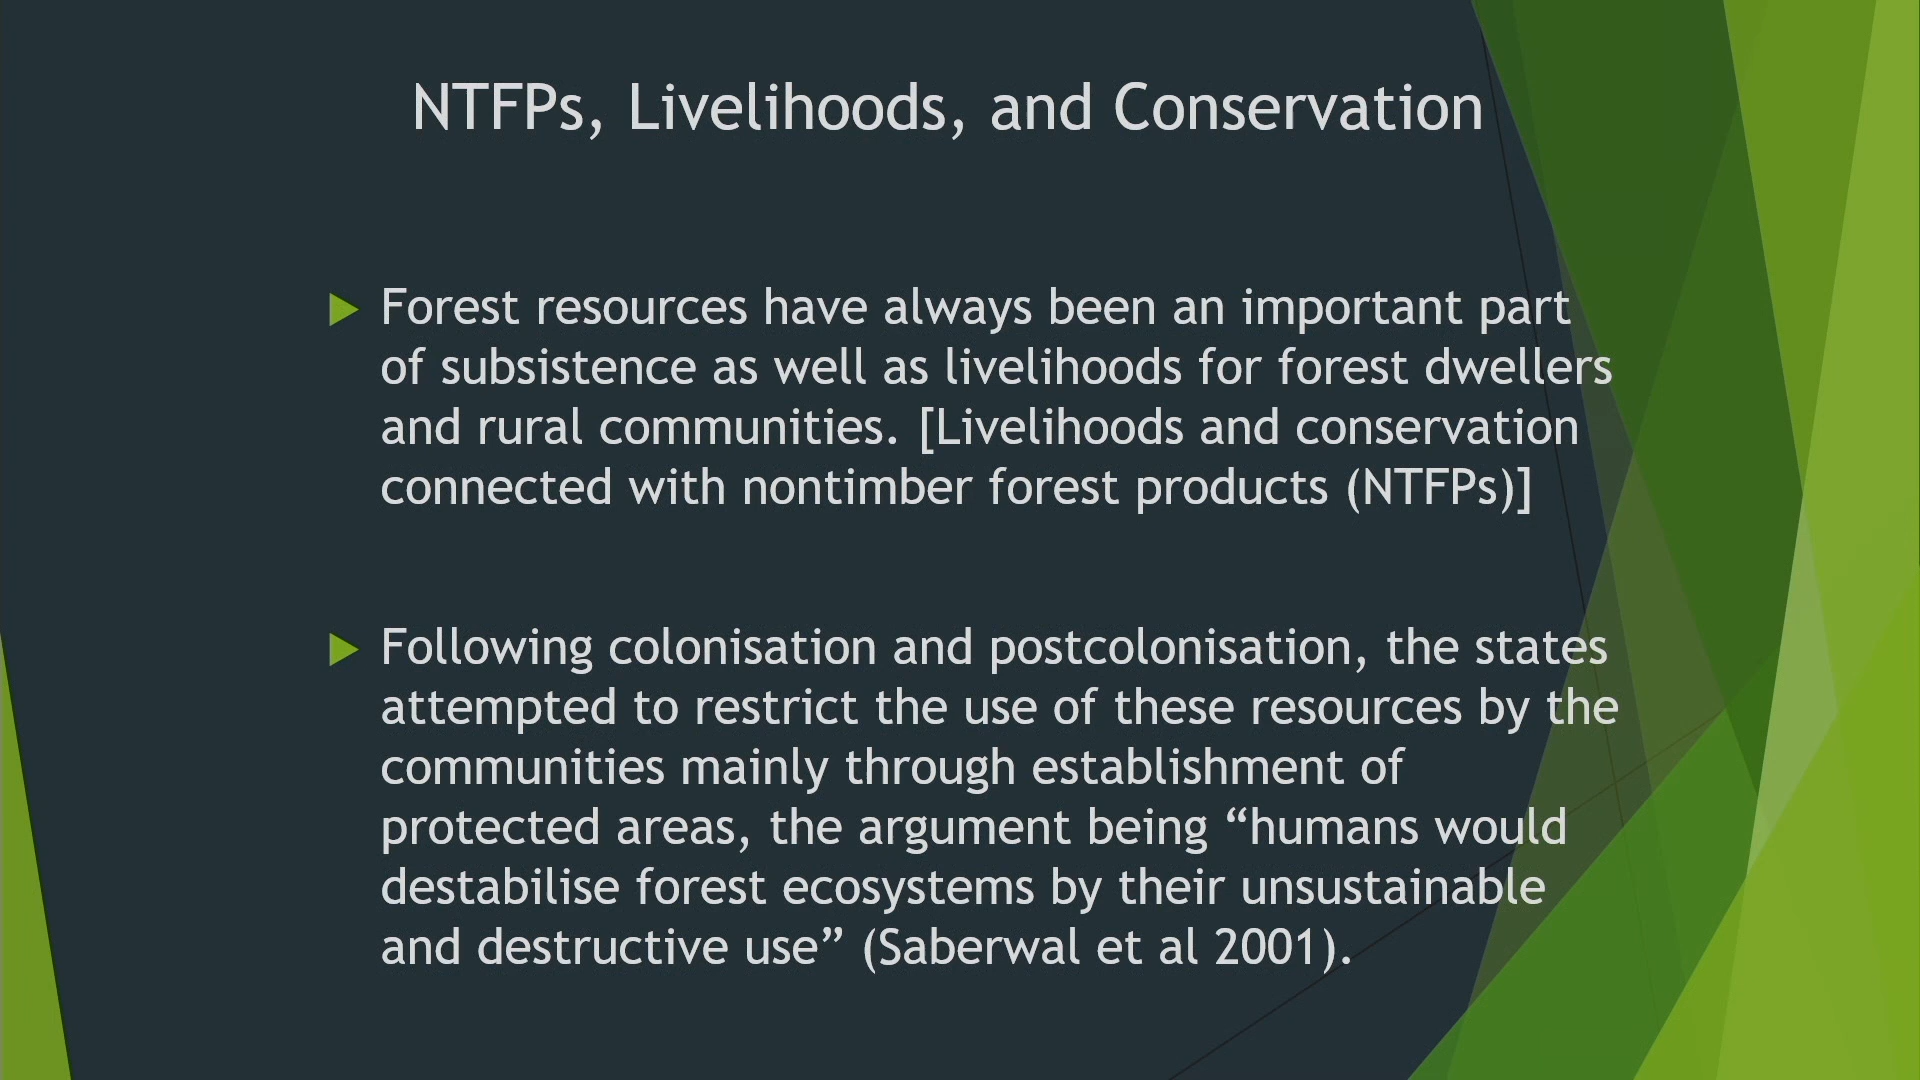 NTFPs, Livelihoods, and Conservation
Forest resources have always been an important part
of subsistence as well as livelihoods for forest dwellers
and rural communities. [Livelihoods and conservation
connected with nontimber forest products (NTFPs)]
Following colonisation and postcolonisation, the states
attempted to restrict the use of these resources by the
communities mainly through establishment of
protected areas, the argument being “humans would
destabilise forest ecosystems by their unsustainable
and destructive use” (Saberwal et al 2001).